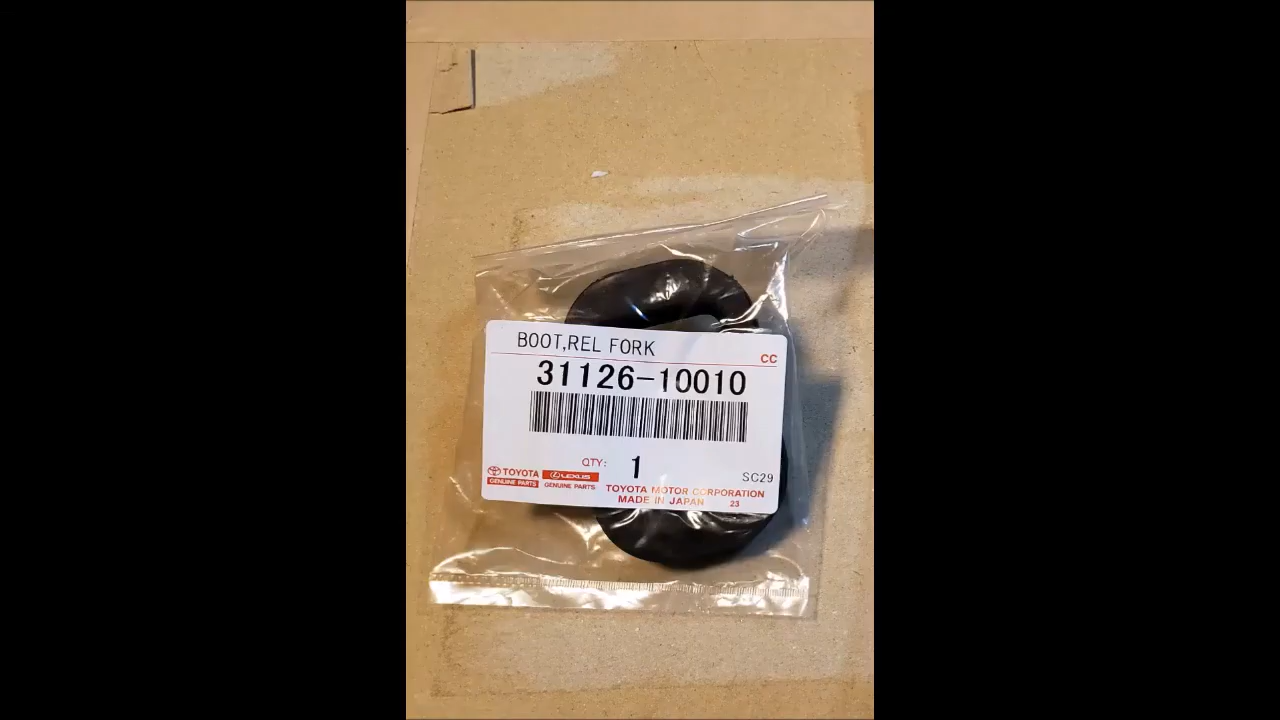 BOOT,REL FORK
CC
31126-10010
QTY: 1
SC29
TOYOTA LEXUS
GENUINE PARTS GENUINE PARTS
TOYOTA MOTOR CORPORATION
MADE IN JAPAN 23